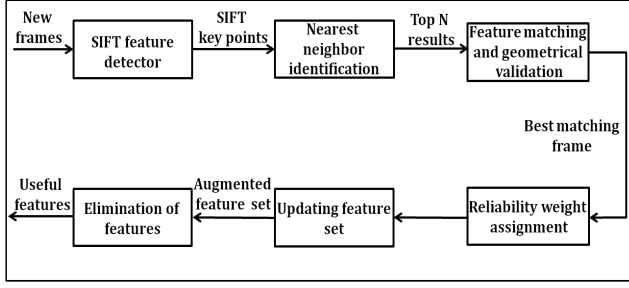 New
frames
SIFT feature
detector
SIFT
key points
Nearest
neighbor
identification
Top N
results
Feature matching
and geometrical
validation
Best matching
frame
Reliability weight
assignment
Updating feature
set
Augmented
feature set
Elimination of
features
Useful
features